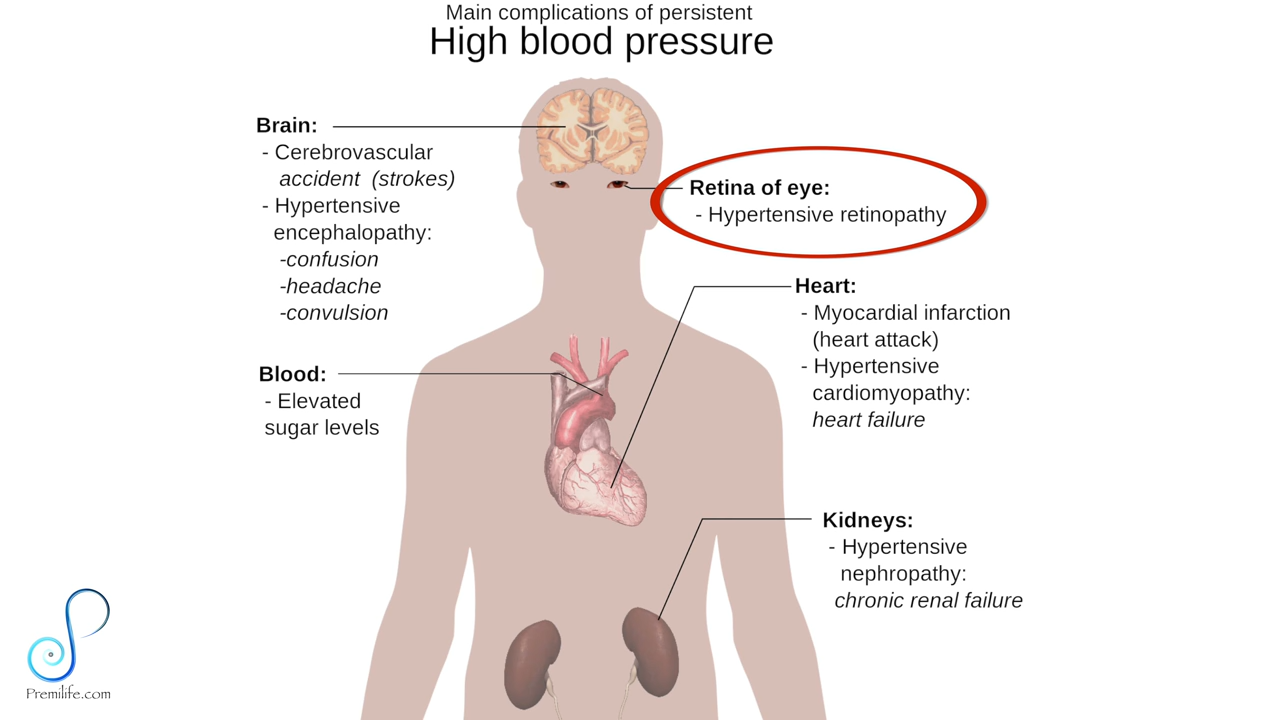 Main complications of persistent
High blood pressure
Brain:
- Cerebrovascular
accident (strokes)
- Hypertensive
encephalopathy:
-confusion
-headache
-convulsion
Blood:
- Elevated
sugar levels
Retina of eye:
- Hypertensive retinopathy
Heart:
- Myocardial infarction
(heart attack)
- Hypertensive
cardiomyopathy:
heart failure
Kidneys:
- Hypertensive
nephropathy:
chronic renal failure
Premilife.com